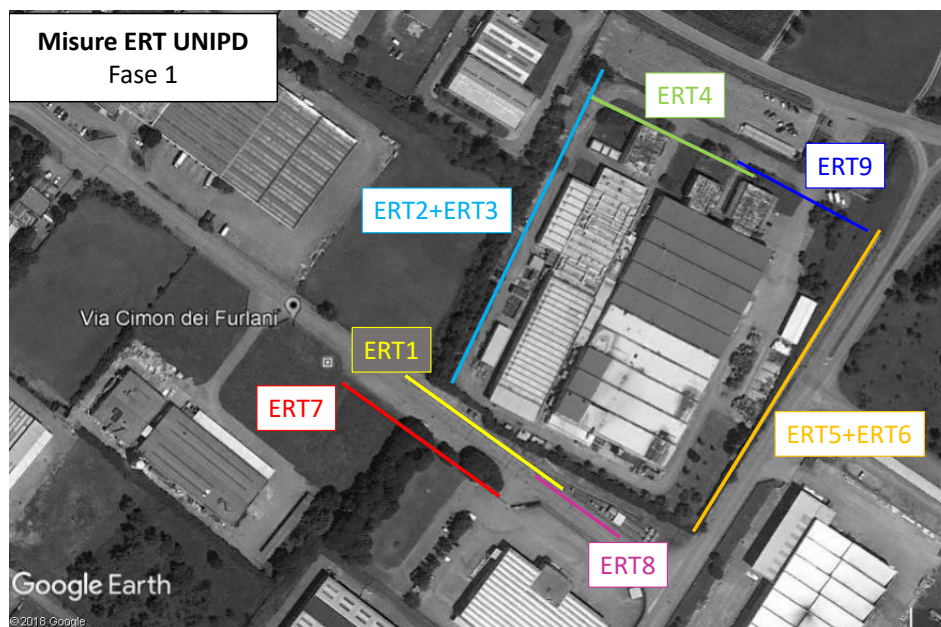 Misure ERT UNIPD
Fase 1
ERT4
ERT9
ERT2+ERT3
Via Cimon dei Furlani
ERT1
ERT7
ERT5+ERT6
ERT8
Google Earth
©2018 Google